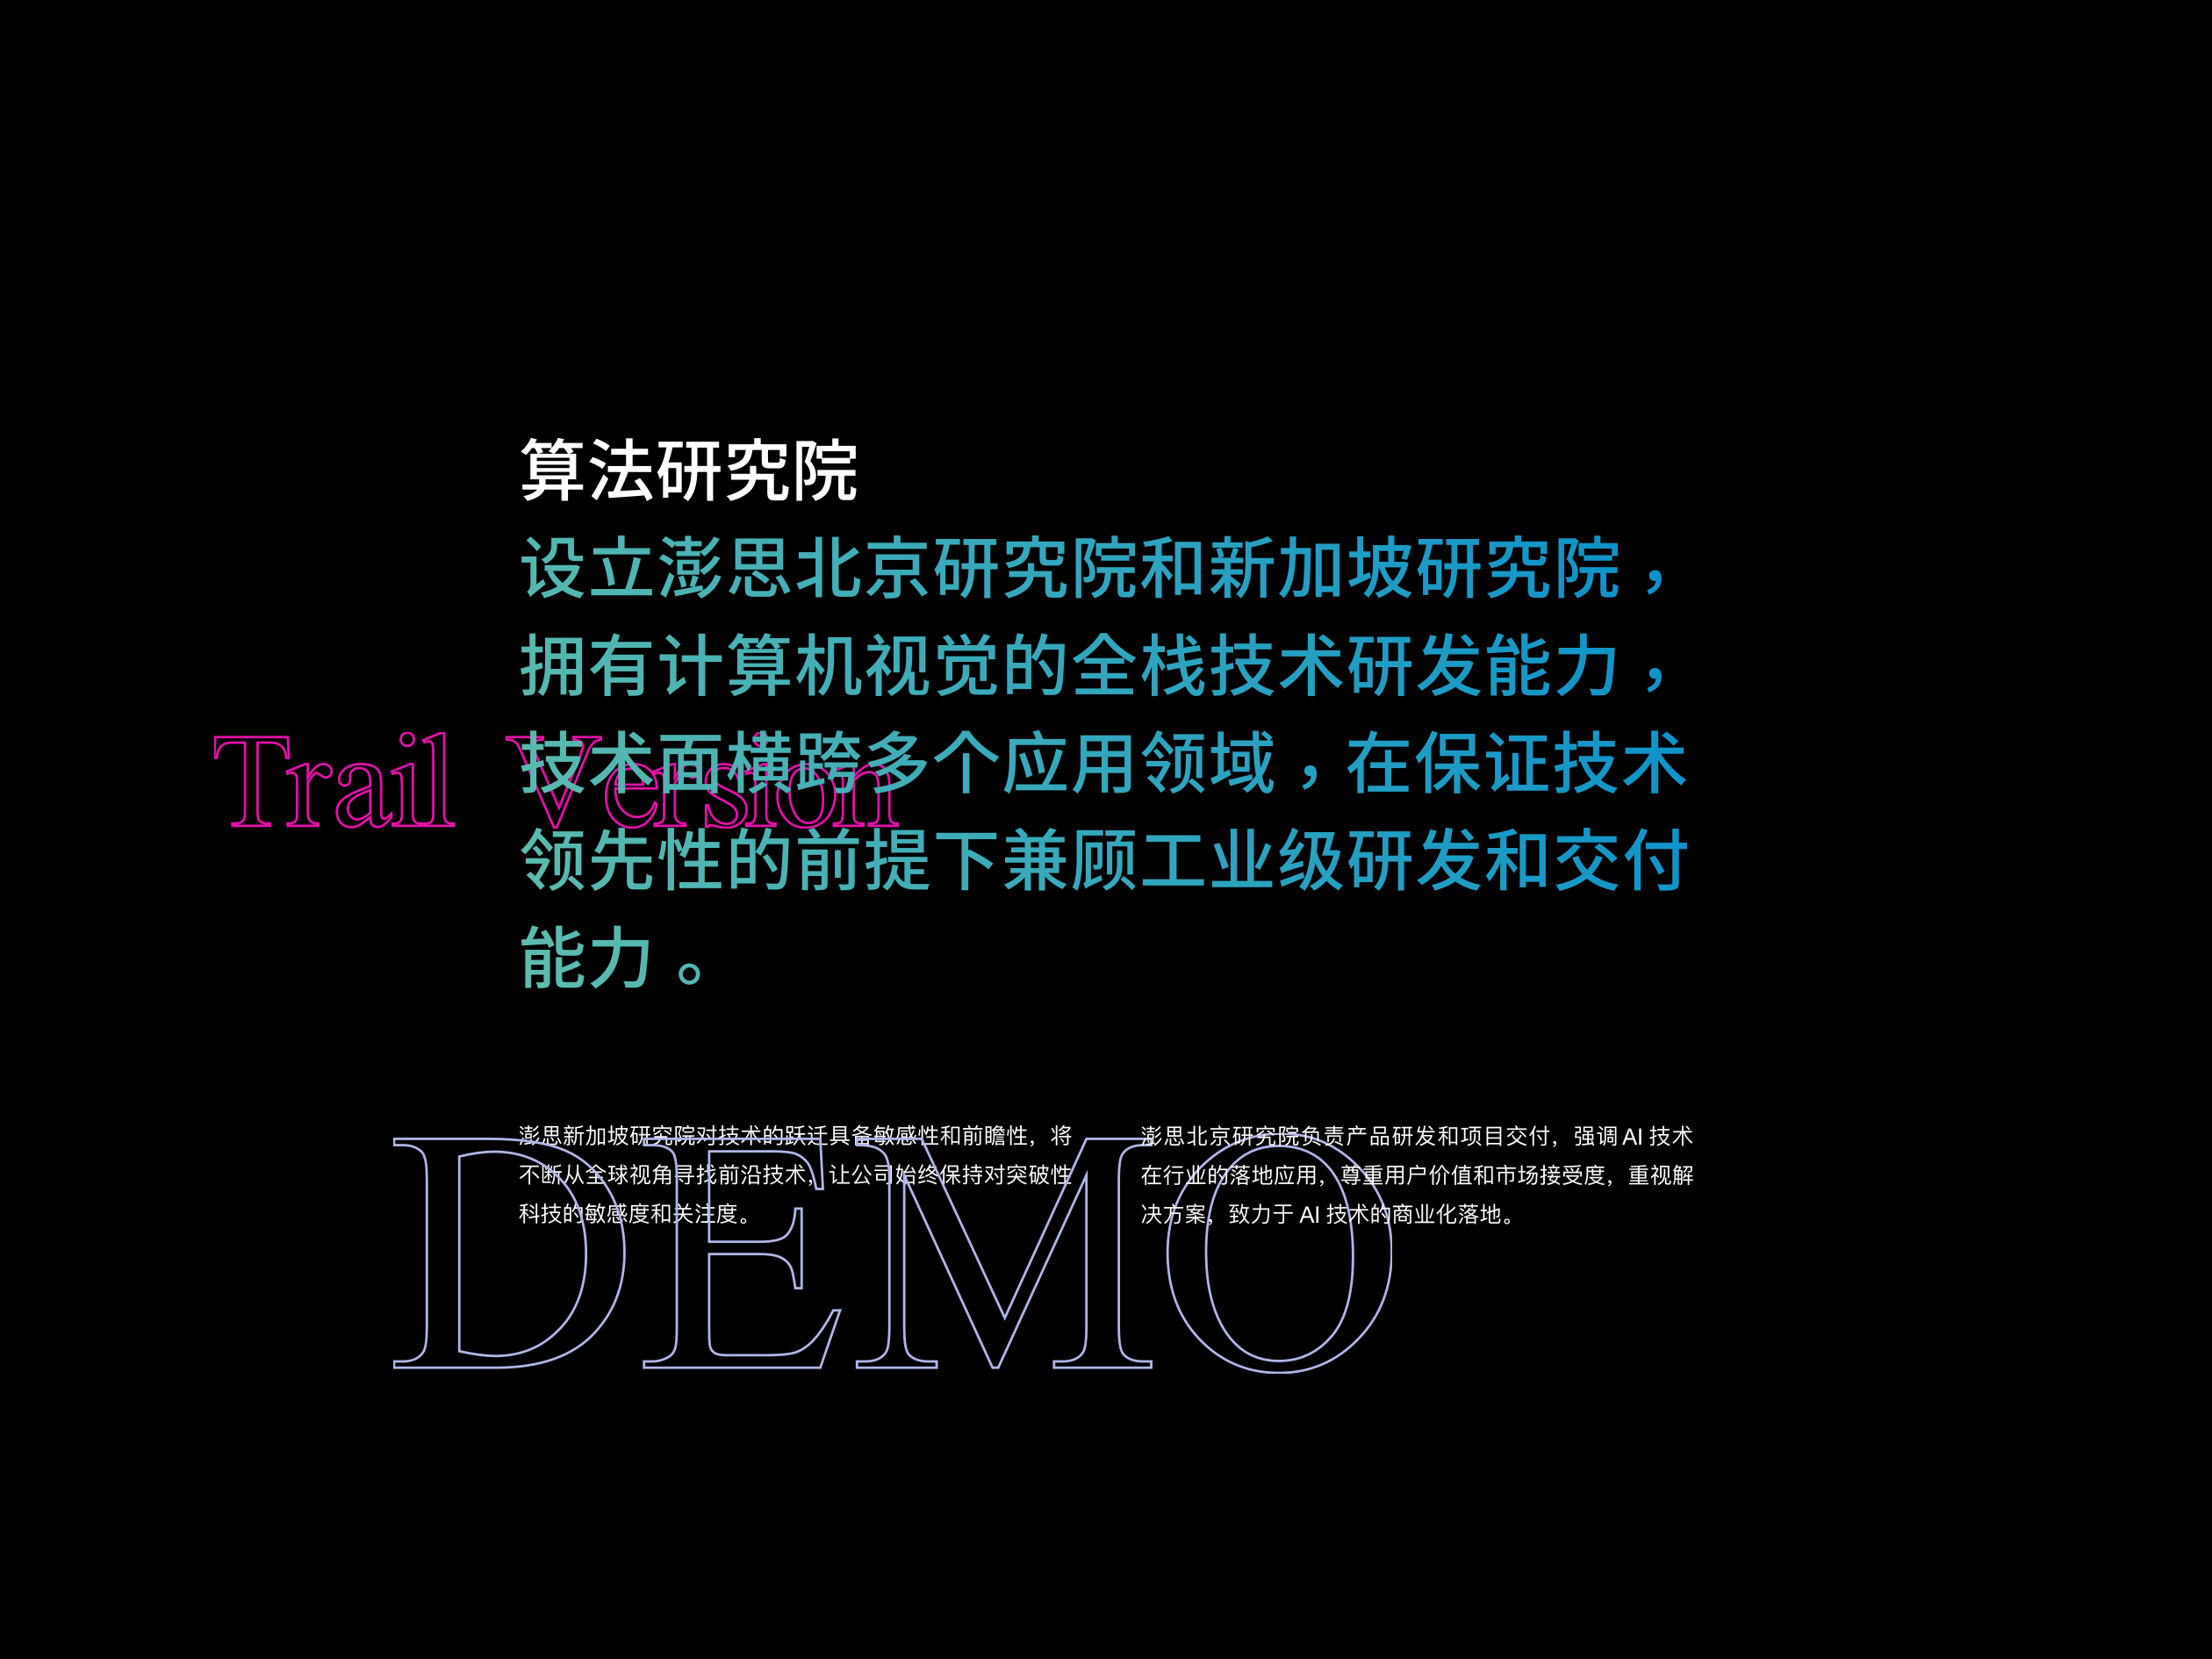 算法研究院
设立澎思北京研究院和新加坡研究院，
拥有计算机视觉的全栈技术研发能力，
技术面横跨多个应用领域，在保证技术
领先性的前提下兼顾工业级研发和交付
能力。
Trail Version
澎思新加坡研究院对技术的跃迁具备敏感性和前瞻性，将
不断从全球视角寻找前沿技术，让公司始终保持对突破性
科技的敏感度和关注度。
澎思北京研究院负责产品研发和项目交付，强调 AI 技术
在行业的落地应用，尊重用户价值和市场接受度，重视解
决方案，致力于 AI 技术的商业化落地。
DEMO